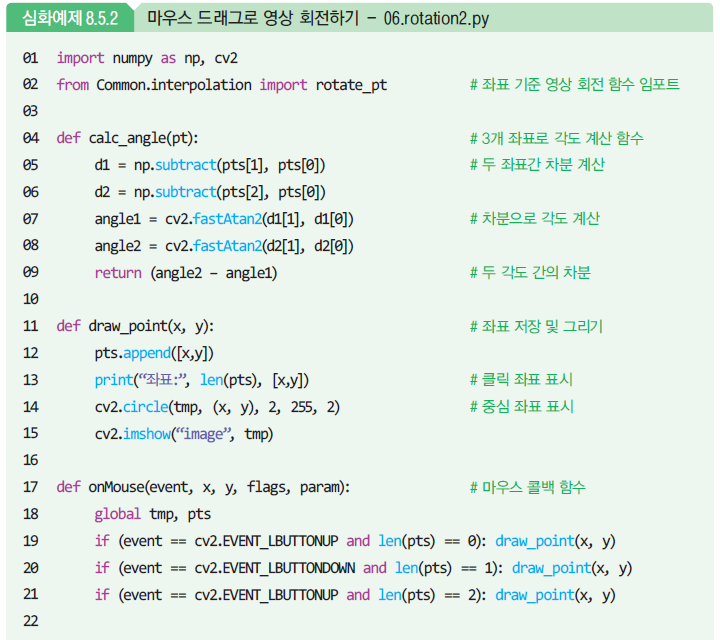 심화예제 8.5.2 마우스 드래그로 영상 회전하기 – 06.rotation2.py
01 import numpy as np, cv2
02 from Common.interpolation import rotate_pt # 좌표 기준 영상 회전 함수 임포트
03
04 def calc_angle(pt): # 3개 좌표로 각도 계산 함수
05 d1 = np.subtract(pts[1], pts[0]) # 두 좌표간 차분 계산
06 d2 = np.subtract(pts[2], pts[0])
07 angle1 = cv2.fastAtan2(d1[1], d1[0]) # 차분으로 각도 계산
08 angle2 = cv2.fastAtan2(d2[1], d2[0])
09 return (angle2 – angle1) # 두 각도 간의 차분
10
11 def draw_point(x, y): # 좌표 저장 및 그리기
12 pts.append([x,y])
13 print(“좌표:”, len(pts), [x,y]) # 클릭 좌표 표시
14 cv2.circle(tmp, (x, y), 2, 255, 2) # 중심 좌표 표시
15 cv2.imshow(“image”, tmp)
16
17 def onMouse(event, x, y, flags, param): # 마우스 콜백 함수
18 global tmp, pts
19 if (event == cv2.EVENT_LBUTTONUP and len(pts) == 0): draw_point(x, y)
20 if (event == cv2.EVENT_LBUTTONDOWN and len(pts) == 1): draw_point(x, y)
21 if (event == cv2.EVENT_LBUTTONUP and len(pts) == 2): draw_point(x, y)
22